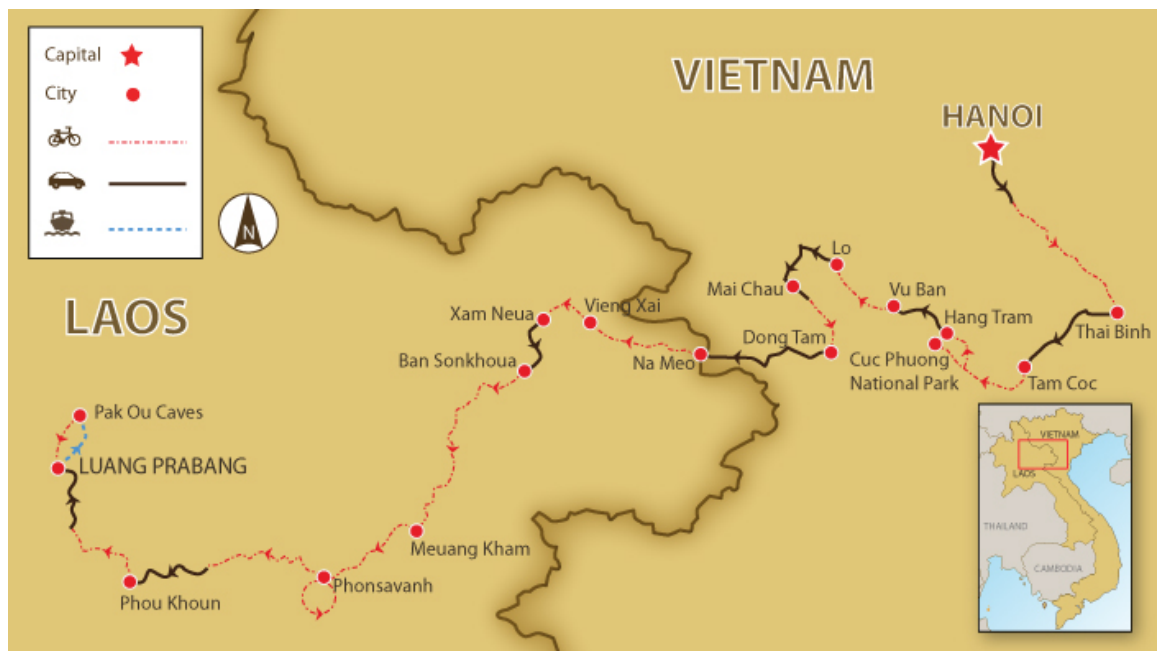 Capital
City
N
VIETNAM
HANOI
LAOS
Lo
Mai Chau
Vu Ban
Hang Tram
Thai Binh
Xam Neua
Vieng Xai
Dong Tam
Na Meo
Cuc Phuong
National Park
Tam Coc
Ban Sonkhoua
Pak Ou Caves
LUANG PRABANG
Meuang Kham
Phonsavanh
Phou Khoun
VIETNAM
LAOS
THAILAND
CAMBODIA